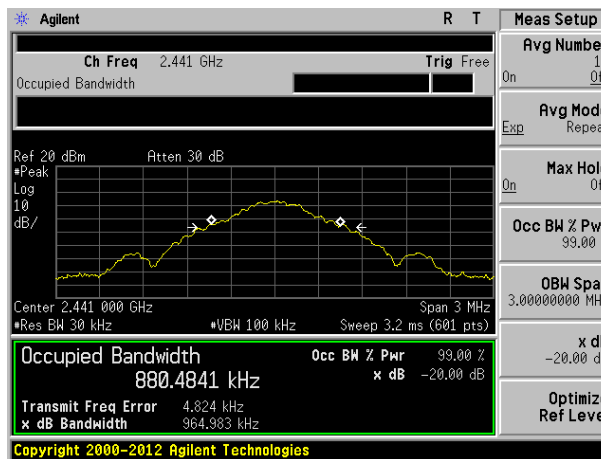 Agilent R T
Meas Setup
Ch Freq 2.441 GHz Trig Free
Occupied Bandwidth
Ref 20 dBm Atten 30 dB
#Peak
Log
10
dB/
Center 2.441 000 GHz Span 3 MHz
#Res BW 30 kHz #VBW 100 kHz Sweep 3.2 ms (601 pts)
Occupied Bandwidth Occ BW % Pwr 99.00 %
880.4841 kHz x dB -20.00 dB
Transmit Freq Error 4.824 kHz
x dB Bandwidth 964.983 kHz
Copyright 2000-2012 Agilent Technologies
Avg Number
1
On Of
Avg Mod
Exp Repea
Max Hol
On Of
Occ BW % Pw
99.00
OBW Spa
3.00000000 MH
x d
-20.00 d
Optimiz
Ref Leve